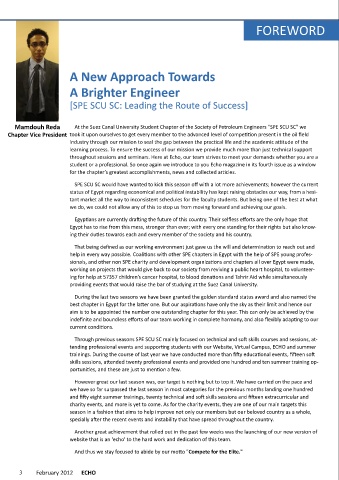 FOREWORD
A New Approach Towards
A Brighter Engineer
[SPE SCU SC: Leading the Route of Success]
Mamdouh Reda
Chapter Vice President
At the Suez Canal University Student Chapter of the Society of Petroleum Engineers "SPE SCU SC" we
took it upon ourselves to get every member to the advanced level of competition present in the oil field
industry through our mission to seal the gap between the practical life and the academic attitude of the
learning process. To ensure the success of our mission we provide much more than just technical support
throughout sessions and seminars. Here at Echo, our team strives to meet your demands whether you are a
student or a professional. So once again we introduce to you Echo magazine in its fourth issue as a window
for the chapter's greatest accomplishments, news and collected articles.
SPE SCU SC would have wanted to kick this season off with a lot more achievements; however the current
status of Egypt regarding economical and political instability has kept raising obstacles our way, from a hesi-
tant market all the way to inconsistent schedules for the faculty students. But being one of the best at what
we do, we could not allow any of this to stop us from moving forward and achieving our goals.
Egyptians are currently drafting the future of this country. Their selfless efforts are the only hope that
Egypt has to rise from this mess, stronger than ever; with every one standing for their rights but also know-
ing their duties towards each and every member of the society and his country.
That being defined as our working environment just gave us the will and determination to reach out and
help in every way possible. Coalitions with other SPE chapters in Egypt with the help of SPE young profes-
sionals, and other non SPE charity and development organizations and chapters all over Egypt were made,
working on projects that would give back to our society from reviving a public heart hospital, to volunteer-
ing for help at 57357 children's cancer hospital, to blood donations and Tahrir Aid while simultaneously
providing events that would raise the bar of studying at the Suez Canal University.
During the last two seasons we have been granted the golden standard status award and also named the
best chapter in Egypt for the latter one. But our aspirations have only the sky as their limit and hence our
aim is to be appointed the number one outstanding chapter for this year. This can only be achieved by the
indefinite and boundless efforts of our team working in complete harmony, and also flexibly adapting to our
current conditions.
Through previous seasons SPE SCU SC mainly focused on technical and soft skills courses and sessions, at-
tending professional events and supporting students with our Website, Virtual Campus, ECHO and summer
trainings. During the course of last year we have conducted more than fifty educational events, fifteen soft
skills sessions, attended twenty professional events and provided one hundred and ten summer training op-
portunities, and these are just to mention a few.
However great our last season was, our target is nothing but to top it. We have carried on the pace and
we have so far surpassed the last season in most categories for the previous months landing one hundred
and fifty eight summer trainings, twenty technical and soft skills sessions and fifteen extracurricular and
charity events, and more is yet to come. As for the charity events, they are one of our main targets this
season in a fashion that aims to help improve not only our members but our beloved country as a whole,
specially after the recent events and instability that have spread throughout the country.
Another great achievement that rolled out in the past few weeks was the launching of our new version of
website that is an 'echo' to the hard work and dedication of this team.
And thus we stay focused to abide by our motto "Compete for the Elite."
3 February 2012 ECHO